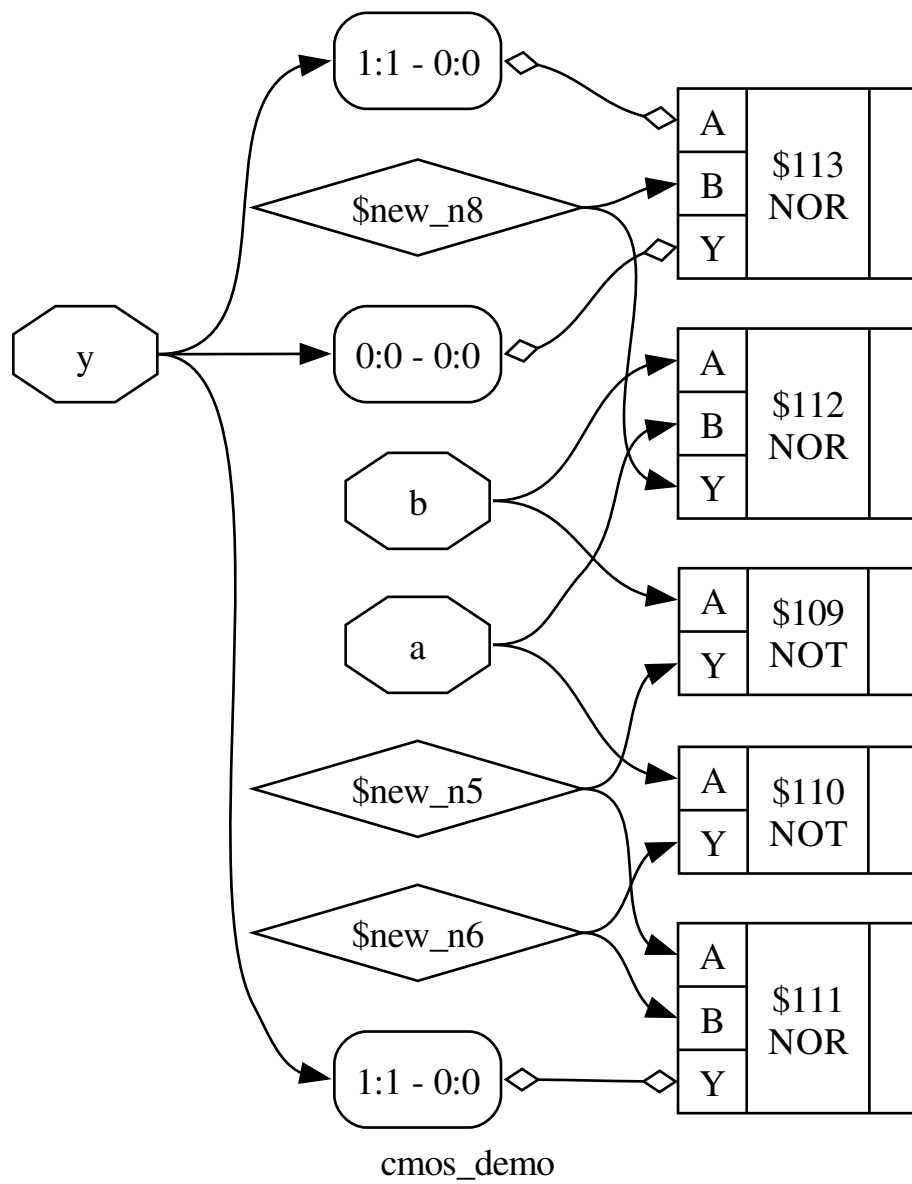 1:1 - 0:0
A
$113
NOR
B
Y
$new_n8
y
0:0 - 0:0
A
$112
NOR
B
Y
b
A
$109
NOT
Y
a
$new_n5
A
$110
NOT
Y
$new_n6
A
$111
NOR
B
Y
1:1 - 0:0
cmos_demo